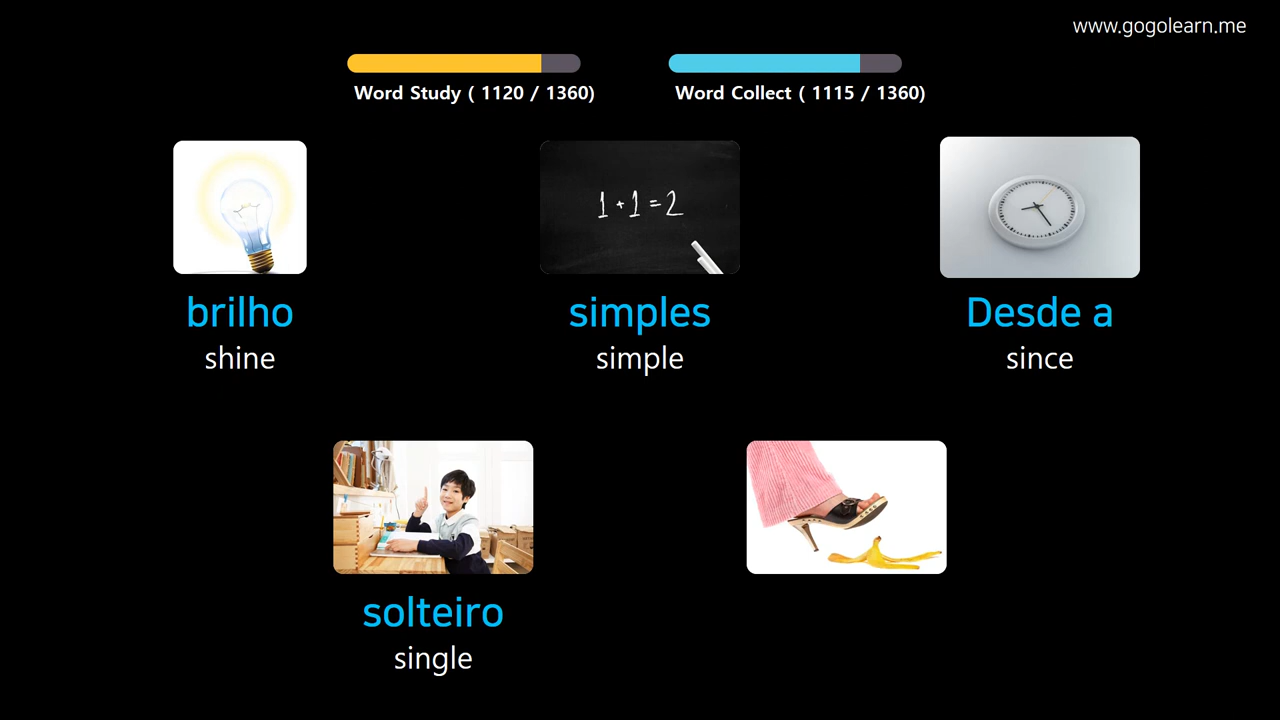 www.gogolearn.me
Word Study ( 1120 / 1360)
Word Collect ( 1115 / 1360)
1+1=2
brilho
shine
simples
simple
Desde a
since
solteiro
single